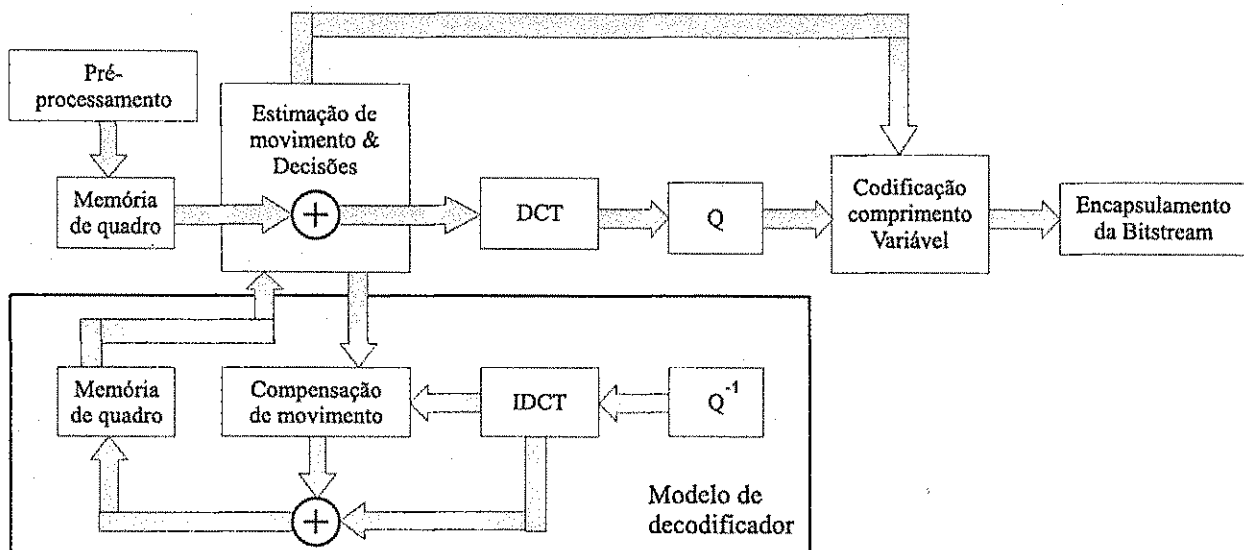 Pré-
processamento
Estimação de
movimento &
Decisões
Memória
de quadro
DCT
Q
Codificação
comprimento
Variável
Encapsulamento
da Bitstream
Memória
de quadro
Compensação
de movimento
IDCT
Q⁻¹
Modelo de
decodificador